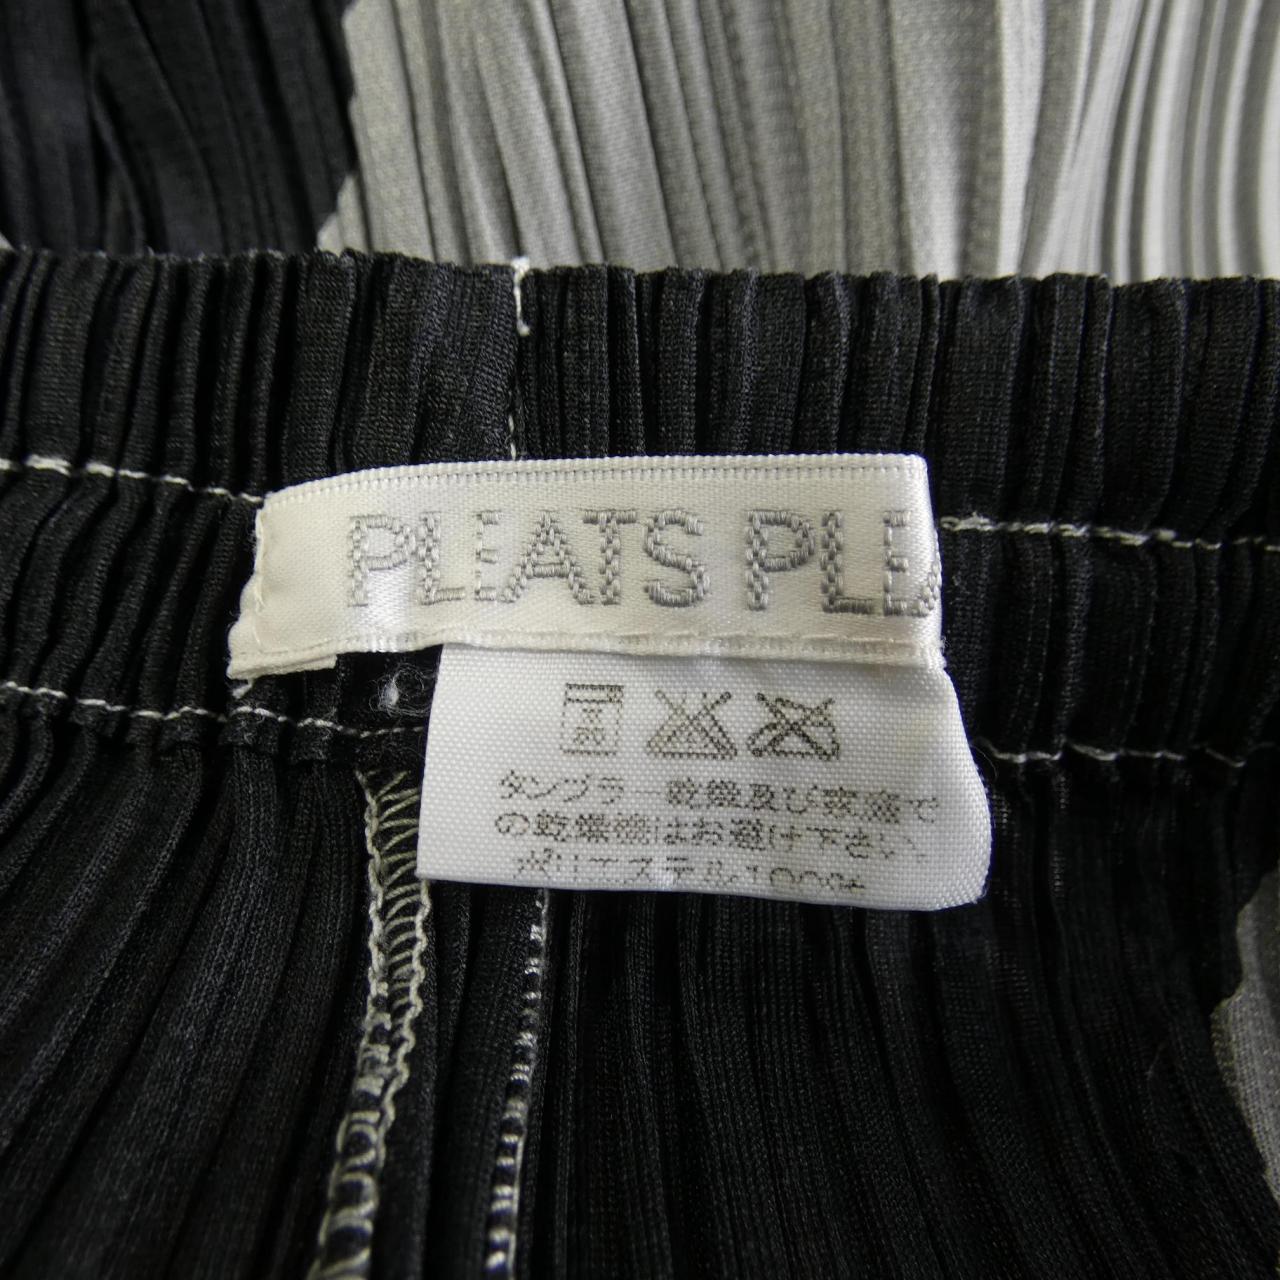 PLEATS PLE
タンブラー乾燥及び家庭で
の乾燥機はお避け下さい、
ポリエステル100%